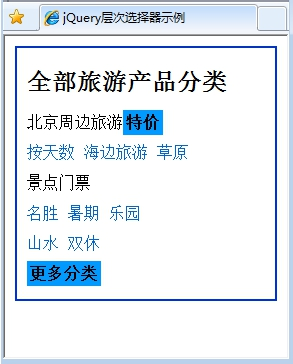 jQuery层次选择器示例
全部旅游产品分类
北京周边旅游特价
按天数 海边旅游 草原
景点门票
名胜 暑期 乐园
山水 双休
更多分类